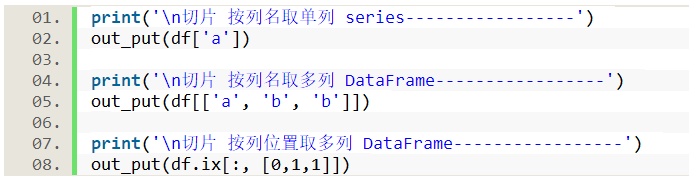 01. print('\n切片 按列名取单列 series-----------------')
02. out_put(df['a'])
03.
04. print('\n切片 按列名取多列 DataFrame-----------------')
05. out_put(df[['a', 'b', 'b']])
06.
07. print('\n切片 按列位置取多列 DataFrame-----------------')
08. out_put(df.ix[:, [0,1,1]])